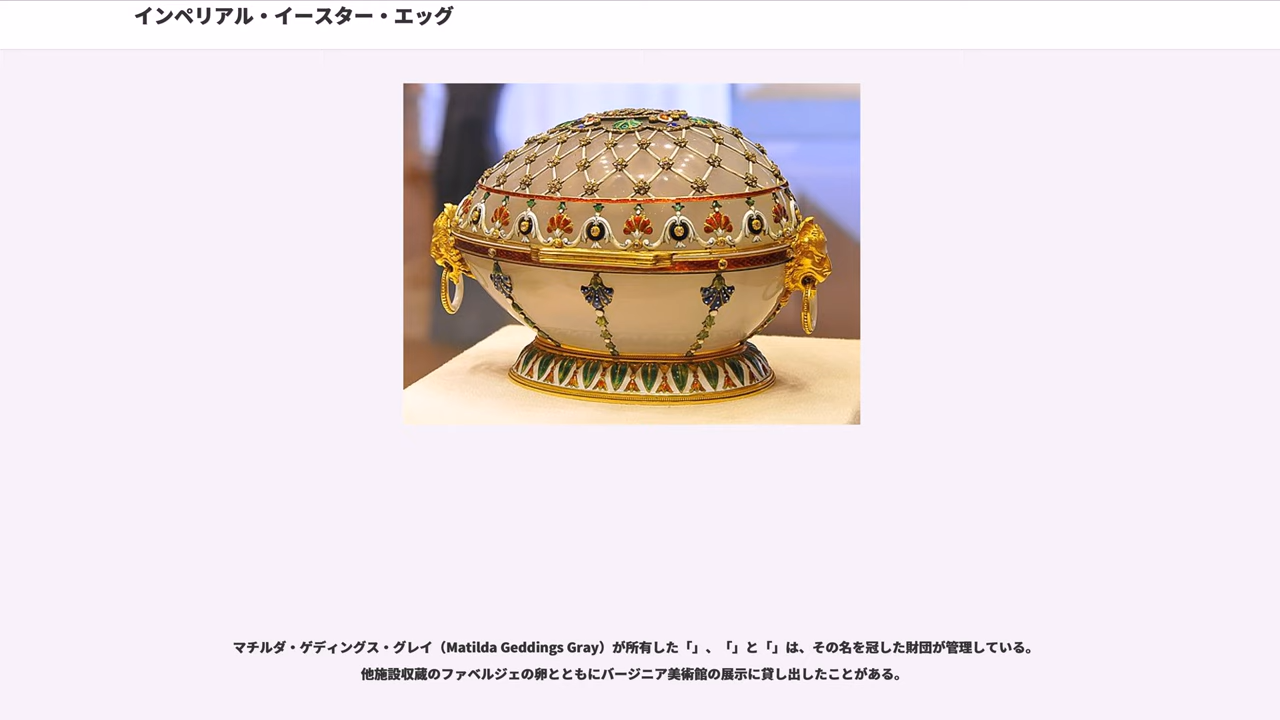 インペリアル・イースター・エッグ
マチルダ・ゲディングス・グレイ（Matilda Geddings Gray）が所有した「」、「」と「」は、その名を冠した財団が管理している。
他施設収蔵のファベルジェの卵とともにバージニア美術館の展示に貸し出したことがある。